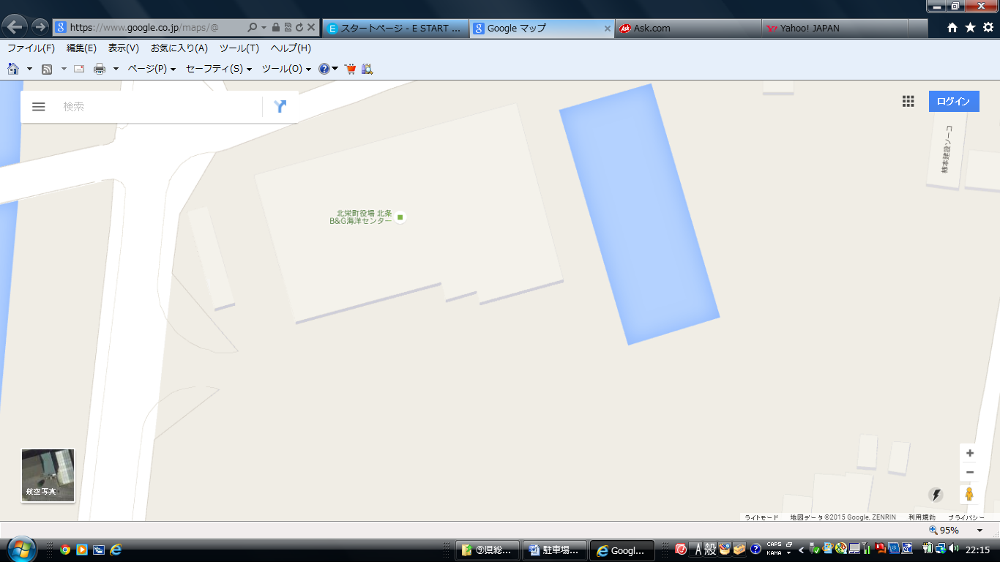 https://www.google.co.jp/maps/@
スタートページ - E START ...
Google マップ
Ask.com
Yahoo! JAPAN
ファイル(F) 編集(E) 表示(V) お気に入り(A) ツール(T) ヘルプ(H)
ページ(P) セーフティ(S) ツール(O)
検索
ログイン
柿本建設ソーコ
北栄町役場 北条
B&G海洋センター
航空写真
ライトモード 地図データ ©2015 Google, ZENRIN 利用規約 プライバシー
95%
⑨県総...
駐車場...
Googl...
A 般
CAPS
KANA
22:15